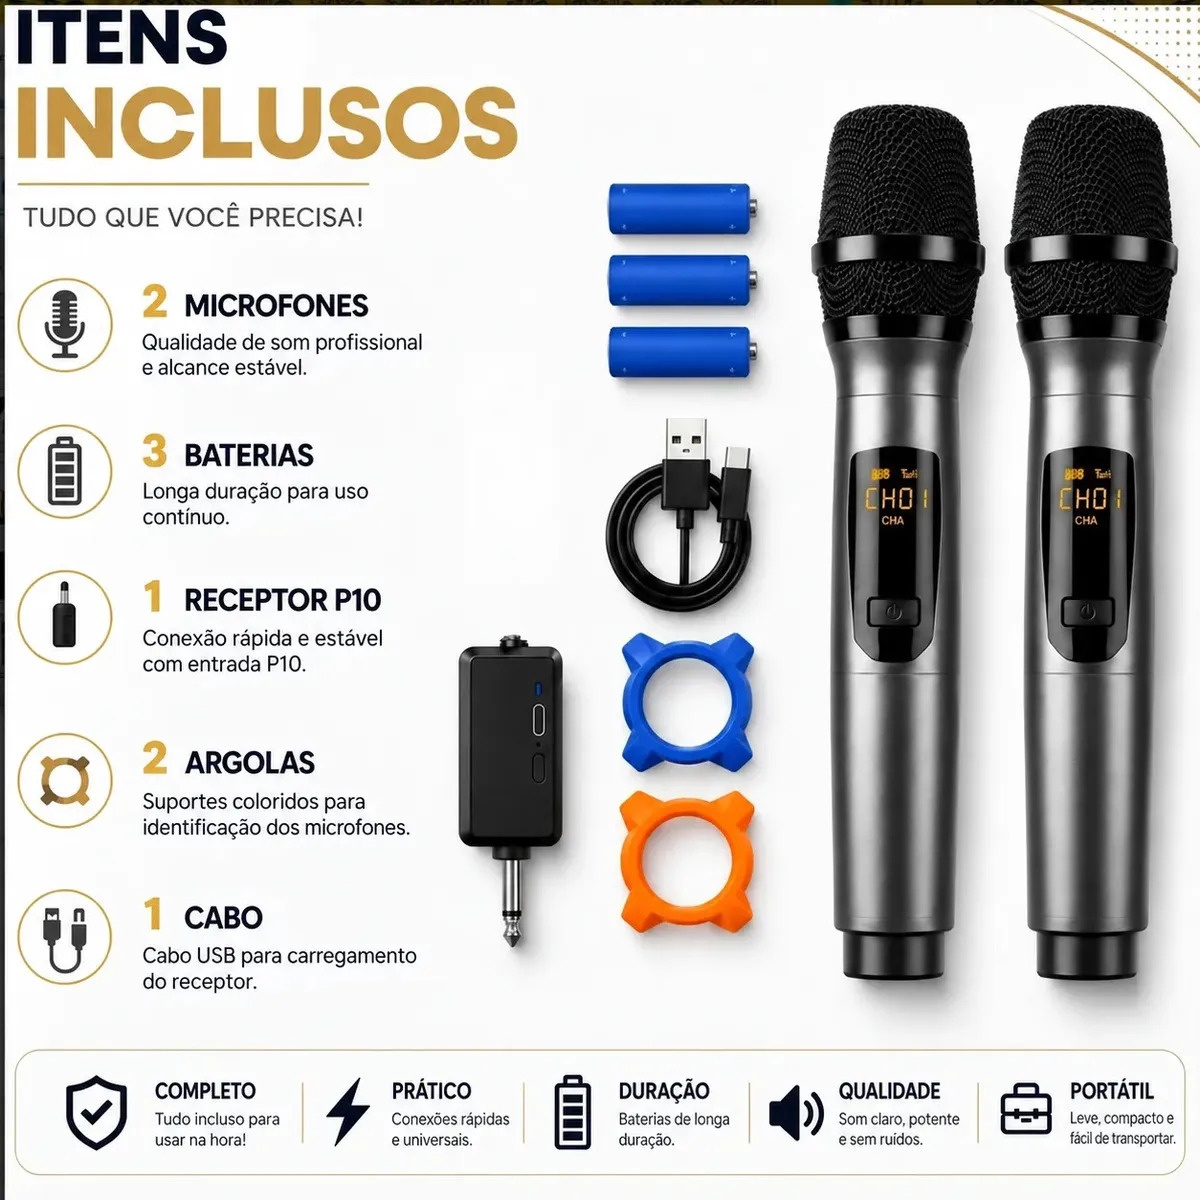 ITENS
INCLUSOS
TUDO QUE VOCÊ PRECISA!
2 MICROFONES
Qualidade de som profissional
e alcance estável.
3 BATERIAS
Longa duração para uso
contínuo.
1 RECEPTOR P10
Conexão rápida e estável
com entrada P10.
2 ARGOLAS
Suportes coloridos para
identificação dos microfones.
1 CABO
Cabo USB para carregamento
do receptor.
CH01
CHA
CH01
CHA
COMPLETO
Tudo incluso para
usar na hora!
PRÁTICO
Conexões rápidas
e universais.
DURAÇÃO
Baterias de longa
duração.
QUALIDADE
Som claro, potente
e sem ruídos.
PORTÁTIL
Leve, compacto e
fácil de transportar.